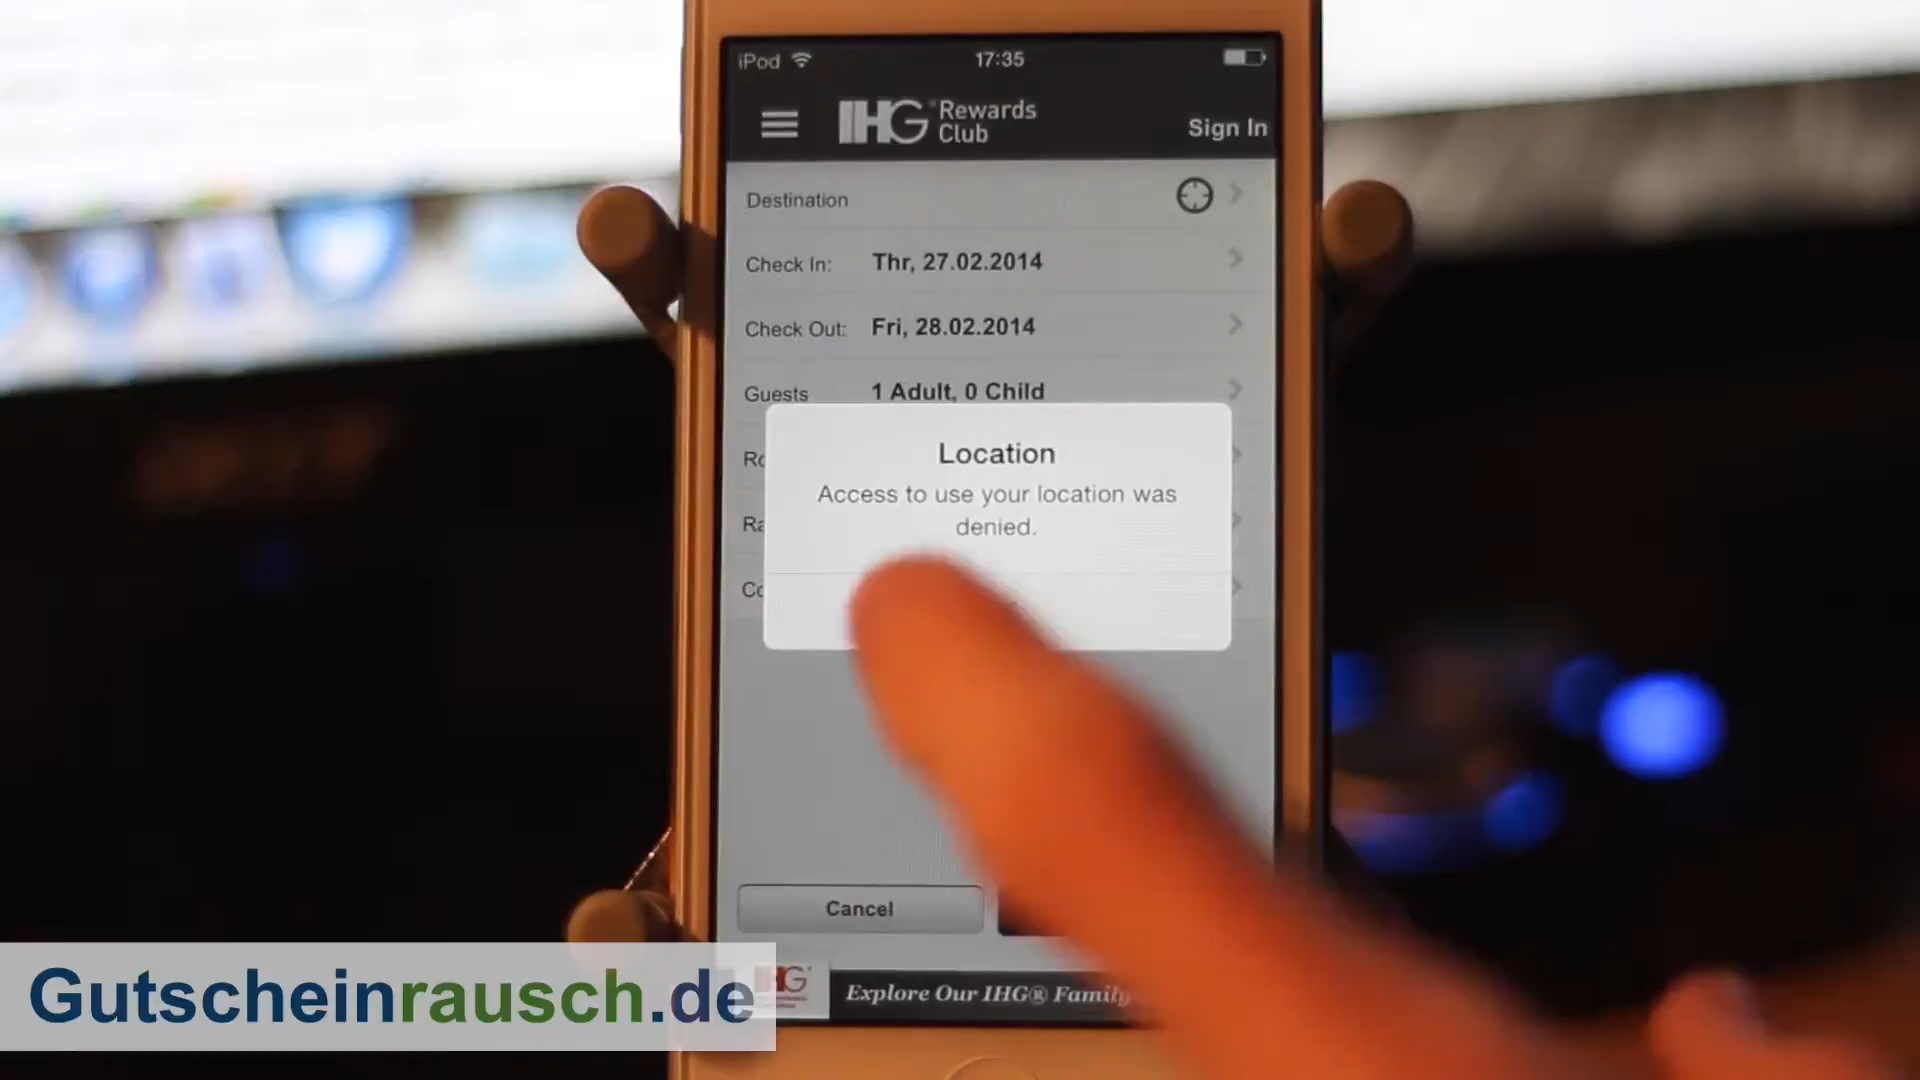 iPod
17:35
IHG Rewards
Club
Sign In
Destination
Check In: Thr, 27.02.2014
Check Out: Fri, 28.02.2014
Guests 1 Adult, 0 Child
Location
Access to use your location was
denied.
Cancel
IHG
Explore Our IHG® Family
Gutscheinrausch.de